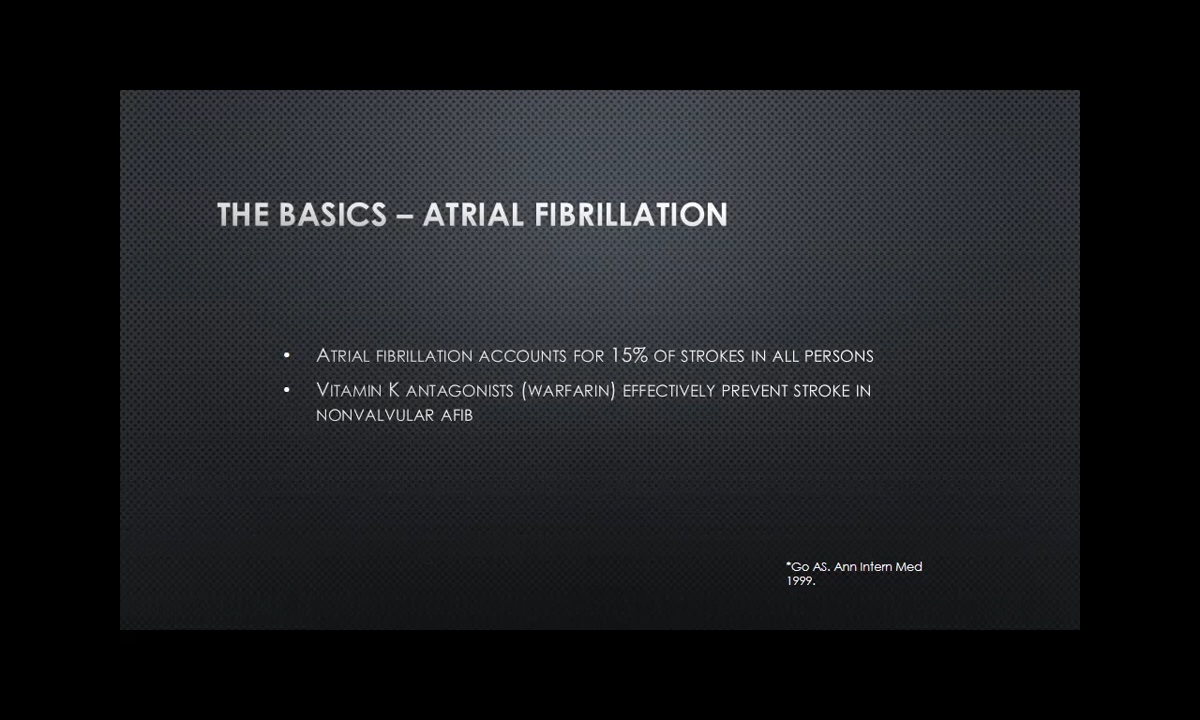 THE BASICS – ATRIAL FIBRILLATION
• ATRIAL FIBRILLATION ACCOUNTS FOR 15% OF STROKES IN ALL PERSONS
• VITAMIN K ANTAGONISTS (WARFARIN) EFFECTIVELY PREVENT STROKE IN
NONVALVULAR AFIB
*Go AS. Ann Intern Med
1999.